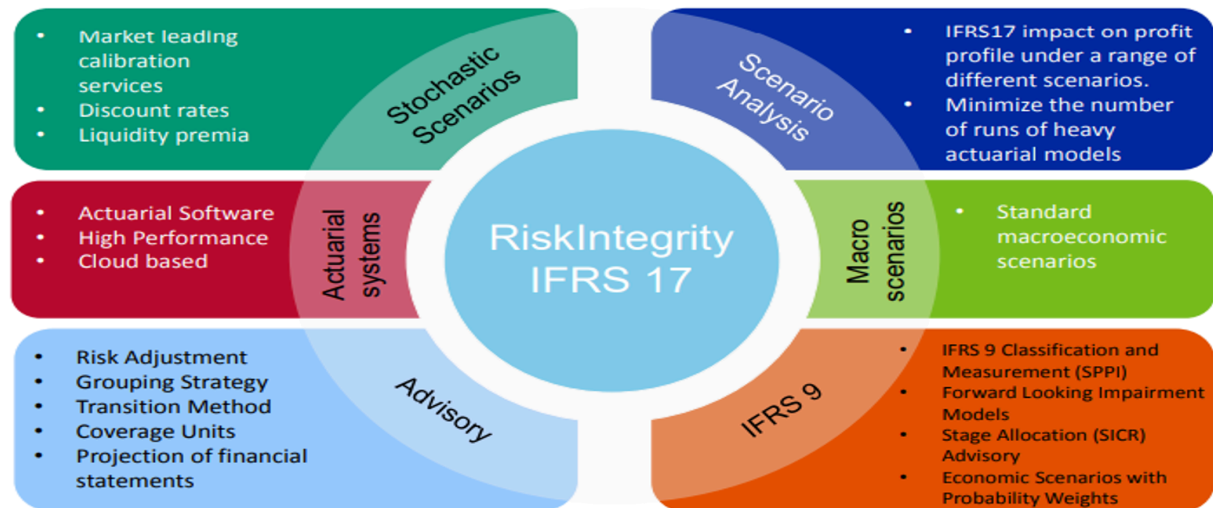 • Market leading
calibration
services
• Discount rates
• Liquidity premia
Stochastic
Scenarios
Scenario
Analysis
• IFRS17 impact on profit
profile under a range of
different scenarios.
• Minimize the number
of runs of heavy
actuarial models
• Actuarial Software
• High Performance
• Cloud based
Actuarial
systems
RiskIntegrity
IFRS 17
Macro
scenarios
• Standard
macroeconomic
scenarios
• Risk Adjustment
• Grouping Strategy
• Transition Method
• Coverage Units
• Projection of financial
statements
Advisory
IFRS 9
• IFRS 9 Classification and
Measurement (SPPI)
• Forward Looking Impairment
Models
• Stage Allocation (SICR)
Advisory
• Economic Scenarios with
Probability Weights